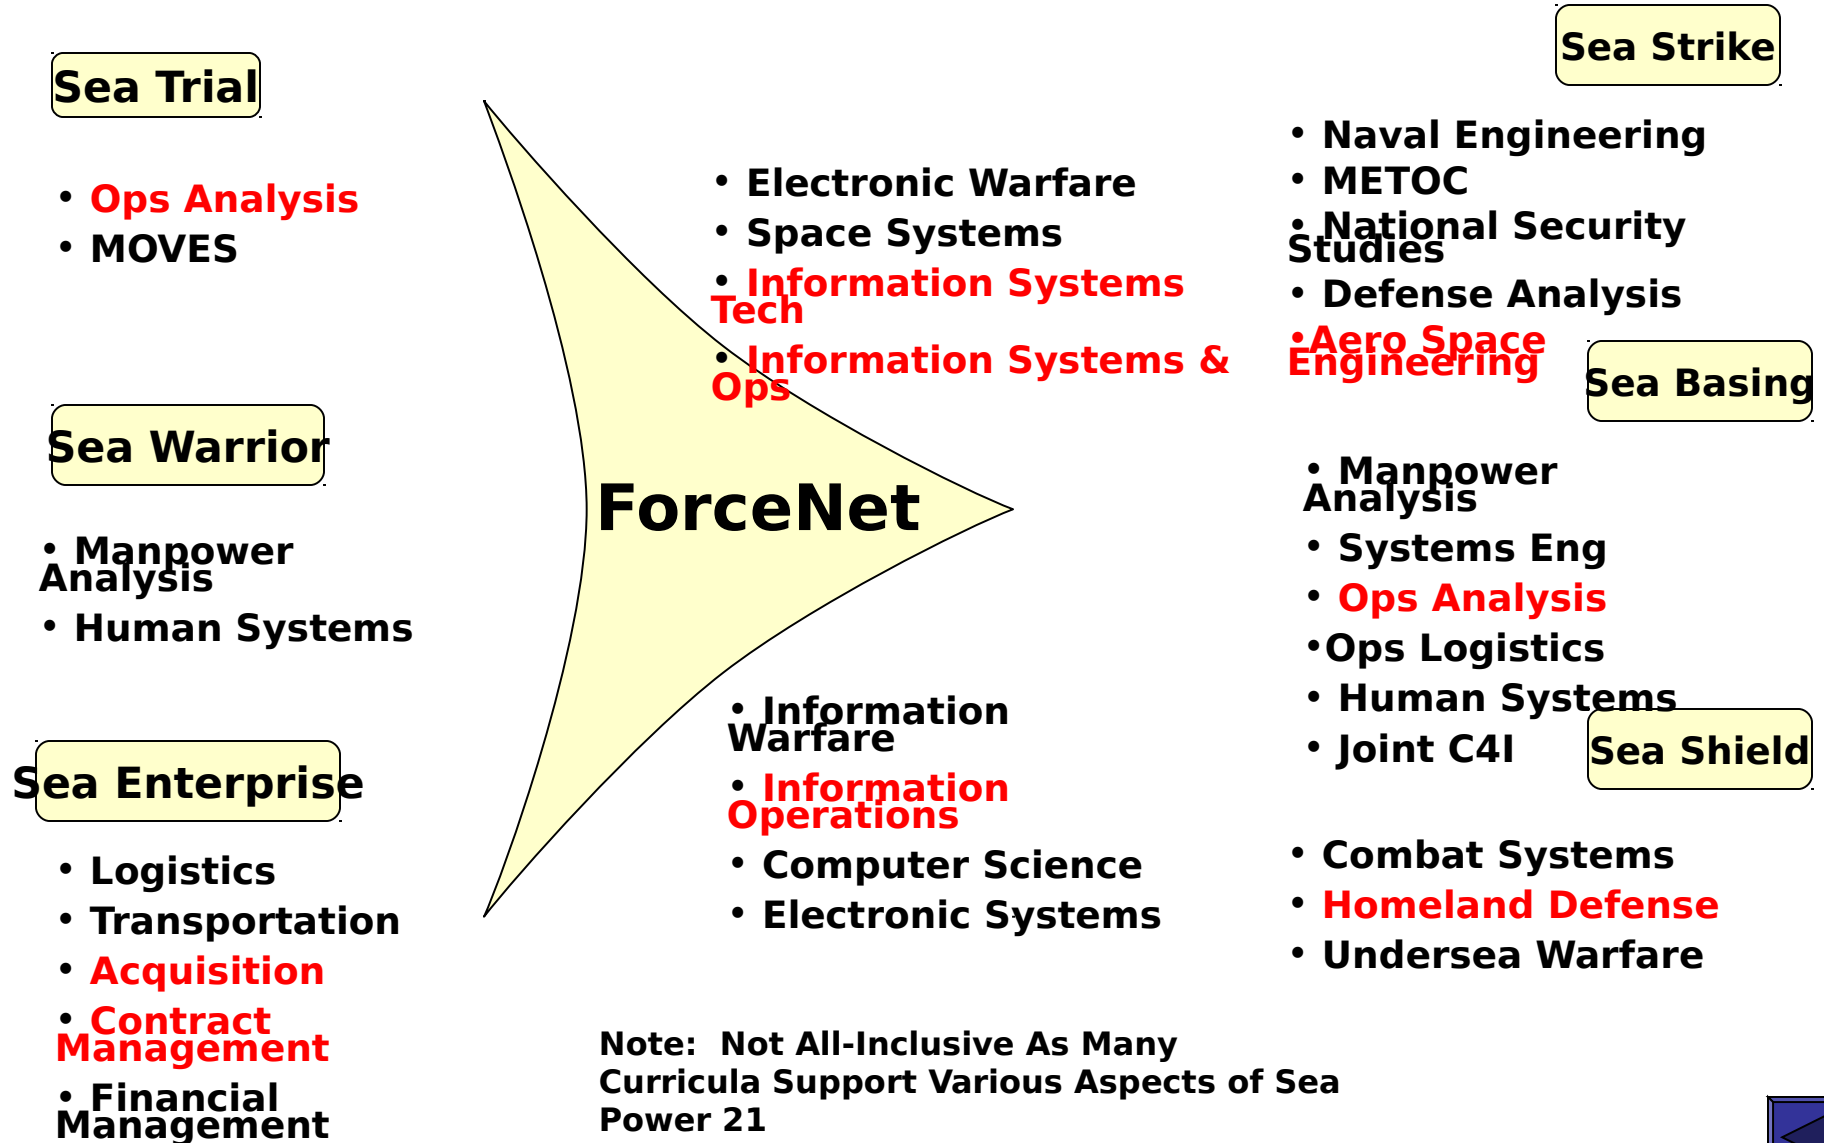 Sea Trial
• Ops Analysis
• MOVES
Sea Warrior
• Manpower
Analysis
• Human Systems
Sea Enterprise
• Logistics
• Transportation
• Acquisition
• Contract
Management
• Financial
Management
• Electronic Warfare
• Space Systems
• Information Systems
Tech
• Information Systems &
Ops
ForceNet
• Information
Warfare
• Information
Operations
• Computer Science
• Electronic Systems
Note:  Not All-Inclusive As Many
Curricula Support Various Aspects of Sea
Power 21
Sea Strike
• Naval Engineering
• METOC
• National Security
Studies
• Defense Analysis
•Aero Space
Engineering
Sea Basing
• Manpower
Analysis
• Systems Eng
• Ops Analysis
•Ops Logistics
• Human Systems
• Joint C4I
Sea Shield
• Combat Systems
• Homeland Defense
• Undersea Warfare